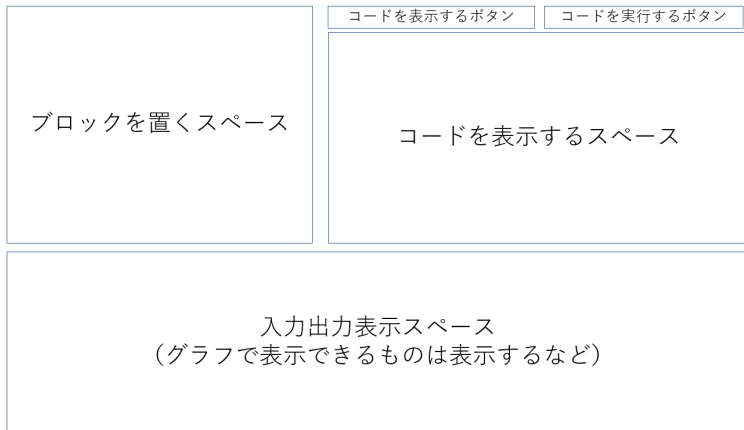 コードを表示するボタン
コードを実行するボタン
ブロックを置くスペース
コードを表示するスペース
入力出力表示スペース
（グラフで表示できるものは表示するなど）